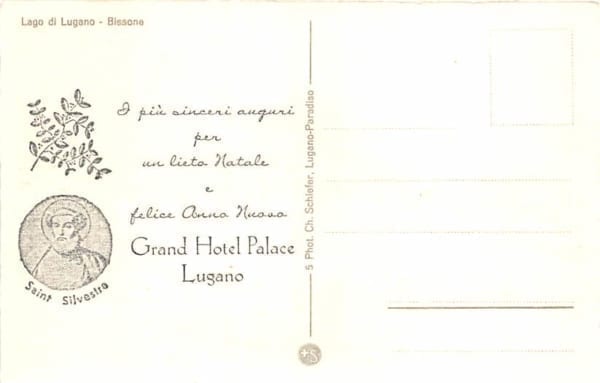 Lago di Lugano - Bissone
I più sinceri auguri
per
un lieto Natale
e
felice Anno Nuovo
Grand Hotel Palace
Lugano
Saint Silvestro
5 Phot. Ch. Schiefer, Lugano-Paradiso